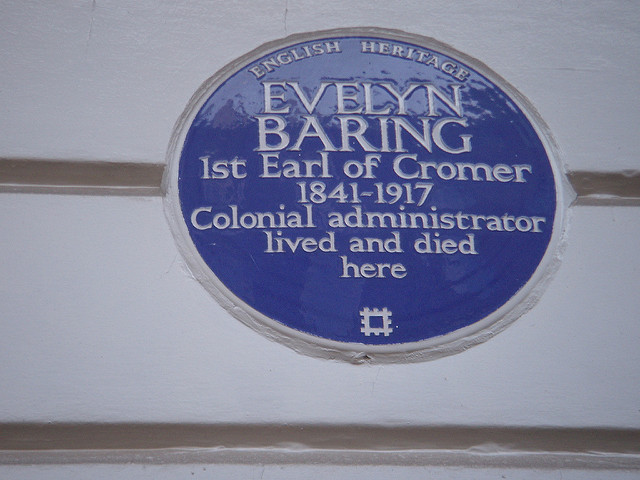 ENGLISH HERITAGE
EVELYN
BARING
1st Earl of Cromer
1841-1917
Colonial administrator
lived and died
here